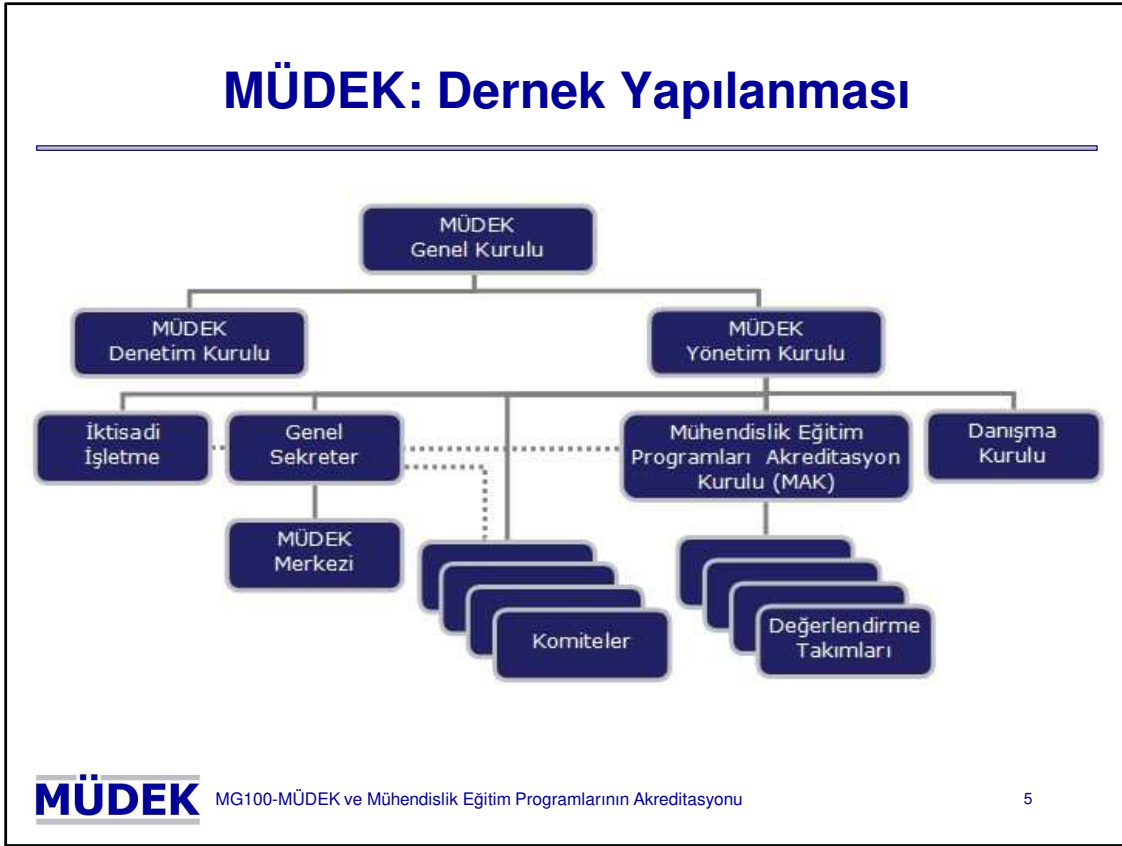 MÜDEK: Dernek Yapılanması
MÜDEK
Genel Kurulu
MÜDEK
Denetim Kurulu
MÜDEK
Yönetim Kurulu
İktisadi
İşletme
Genel
Sekreter
Mühendislik Eğitim
Programları Akreditasyon
Kurulu (MAK)
Danışma
Kurulu
MÜDEK
Merkezi
Komiteler
Değerlendirme
Takımları
MÜDEK
MG100-MÜDEK ve Mühendislik Eğitim Programlarının Akreditasyonu
5